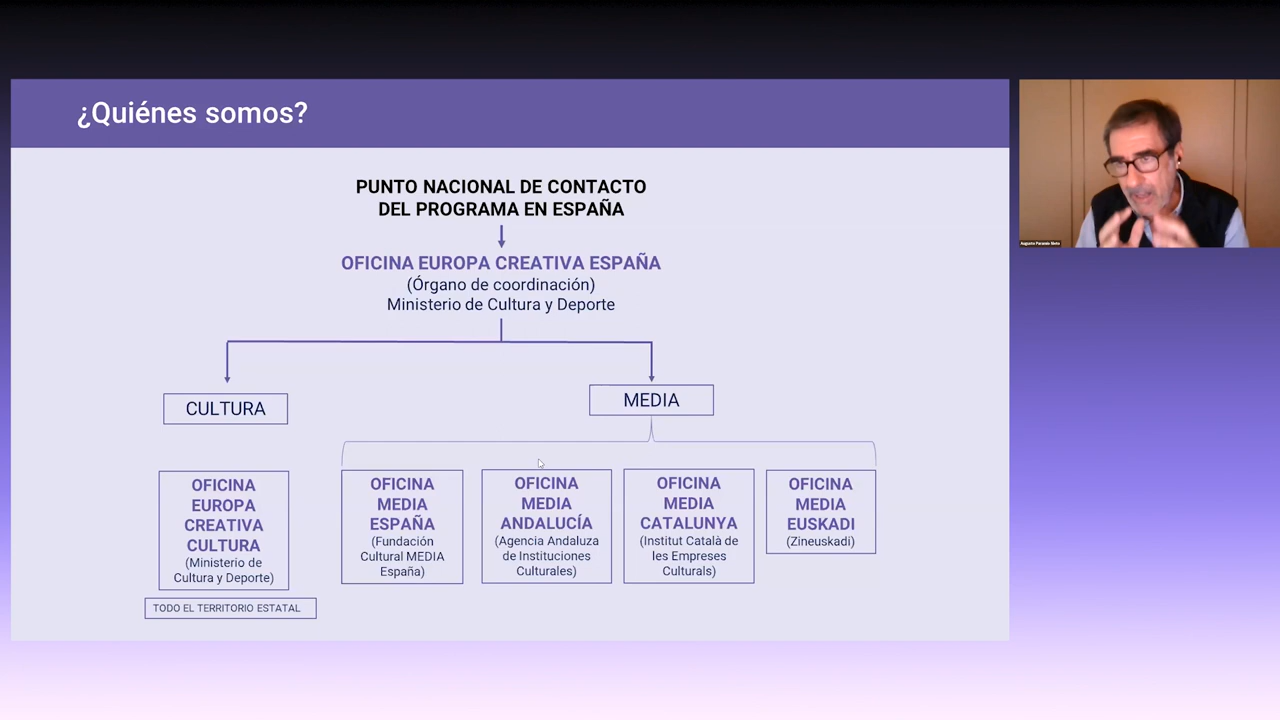 ¿Quiénes somos?
PUNTO NACIONAL DE CONTACTO
DEL PROGRAMA EN ESPAÑA
OFICINA EUROPA CREATIVA ESPAÑA
(Órgano de coordinación)
Ministerio de Cultura y Deporte
CULTURA
MEDIA
OFICINA
EUROPA
CREATIVA
CULTURA
(Ministerio de
Cultura y Deporte)
TODO EL TERRITORIO ESTATAL
OFICINA
MEDIA
ESPAÑA
(Fundación
Cultural MEDIA
España)
OFICINA
MEDIA
ANDALUCÍA
(Agencia Andaluza
de Instituciones
Culturales)
OFICINA
MEDIA
CATALUNYA
(Institut Català de
les Empreses
Culturals)
OFICINA
MEDIA
EUSKADI
(Zineuskadi)
Augusto Paramio Nieto